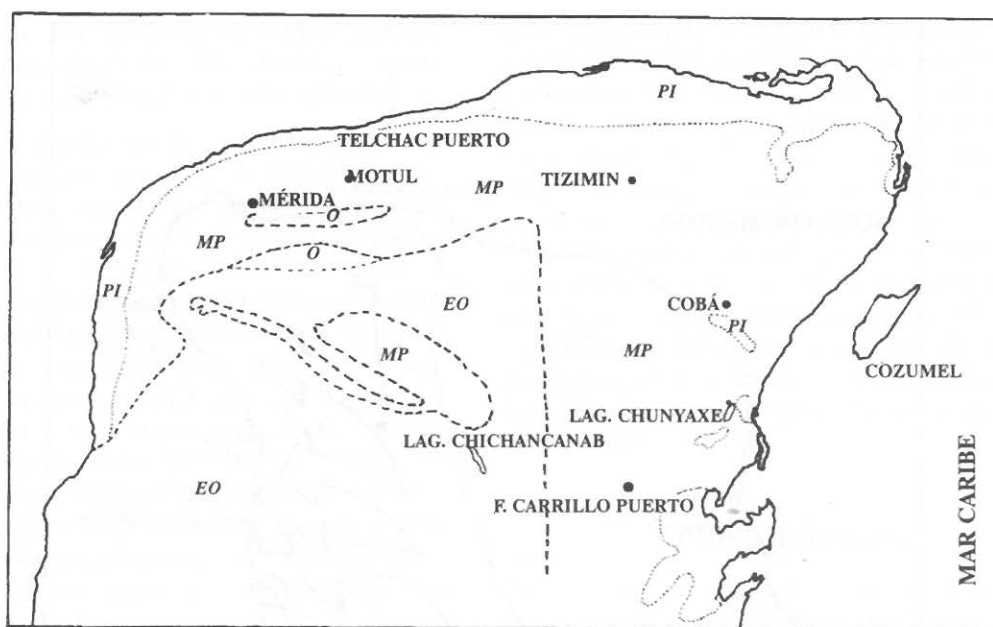 PI
TELCHAC PUERTO
MOTUL
MP
TIZIMIN
MÉRIDA
O
MP
O
PI
EO
COBÁ
PI
MP
MP
COZUMEL
LAG. CHUNYAXE
LAG. CHICHANCANAB
EO
F. CARRILLO PUERTO
MAR CARIBE